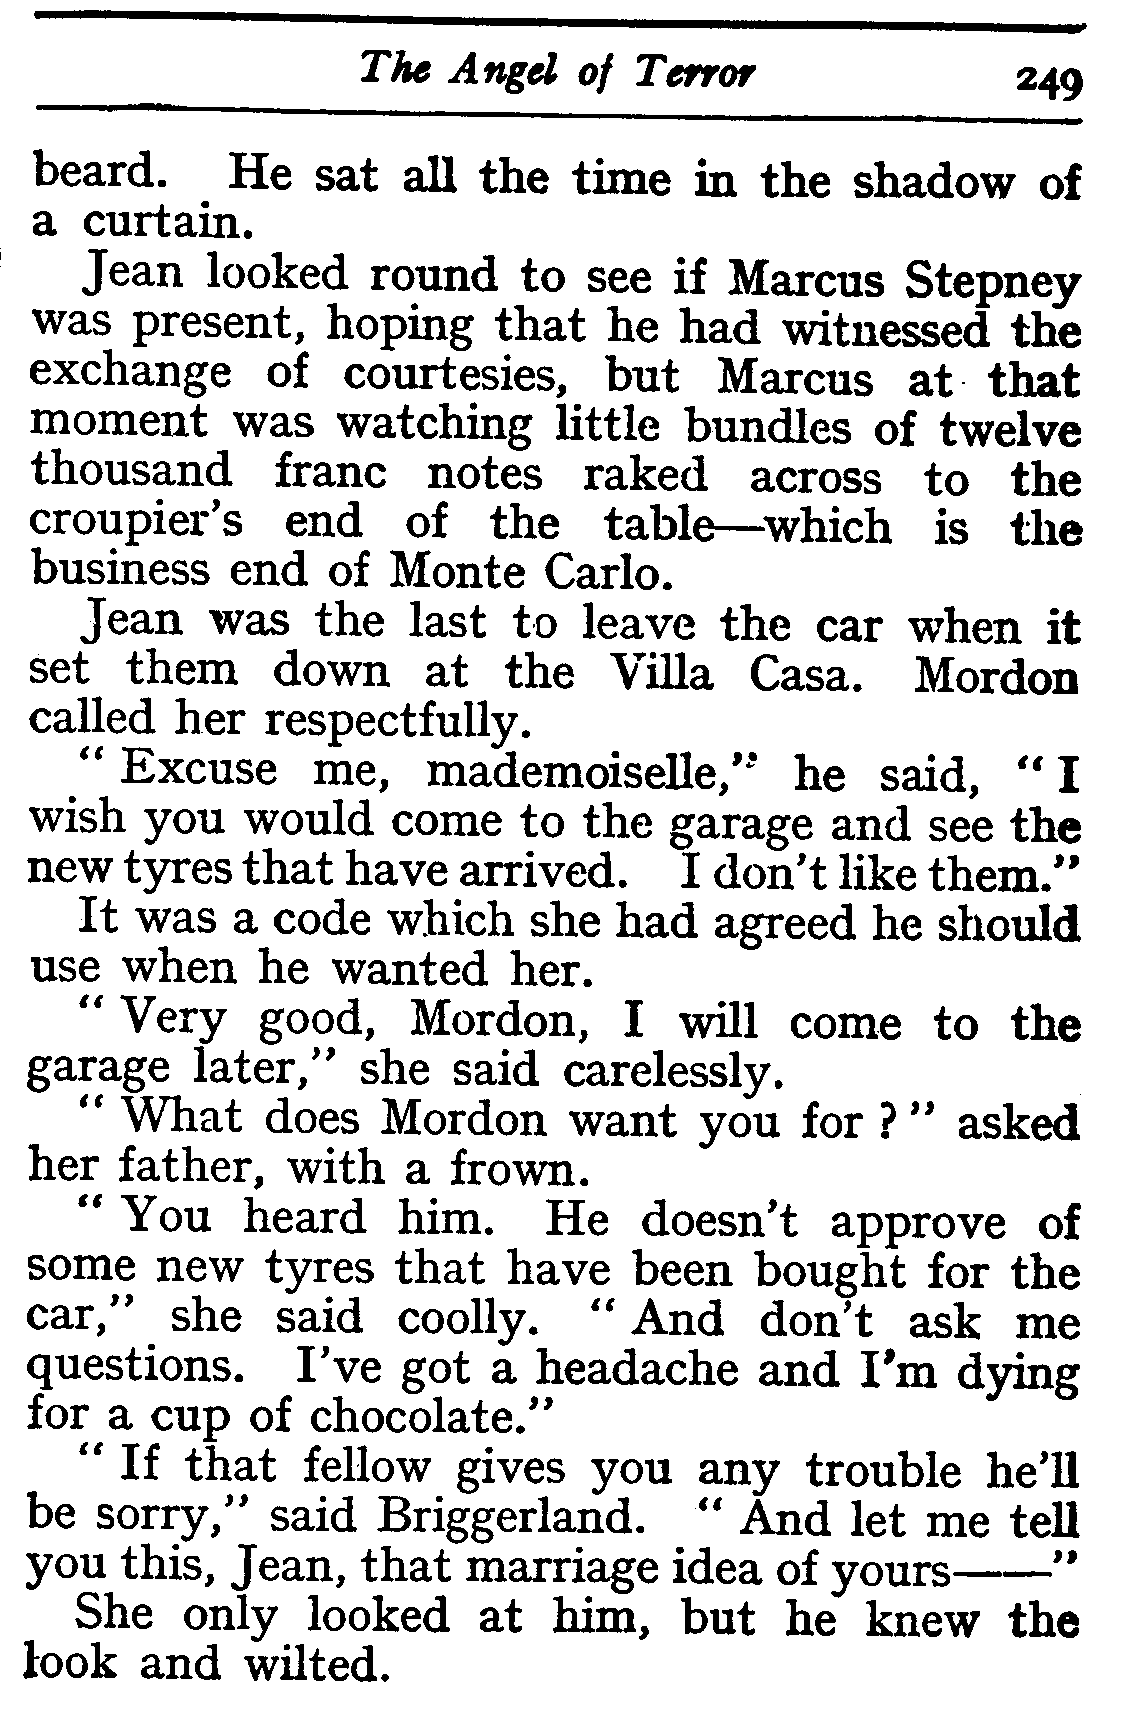 The Angel of Terror 249
beard. He sat all the time in the shadow of
a curtain.
Jean looked round to see if Marcus Stepney
was present, hoping that he had witnessed the
exchange of courtesies, but Marcus at that
moment was watching little bundles of twelve
thousand franc notes raked across to the
croupier's end of the table—which is the
business end of Monte Carlo.
Jean was the last to leave the car when it
set them down at the Villa Casa. Mordon
called her respectfully.
“ Excuse me, mademoiselle,” he said, “ I
wish you would come to the garage and see the
new tyres that have arrived. I don't like them.”
It was a code which she had agreed he should
use when he wanted her.
“ Very good, Mordon, I will come to the
garage later,” she said carelessly.
“ What does Mordon want you for ? ” asked
her father, with a frown.
“ You heard him. He doesn't approve of
some new tyres that have been bought for the
car,” she said coolly. “ And don't ask me
questions. I've got a headache and I'm dying
for a cup of chocolate.”
“ If that fellow gives you any trouble he'll
be sorry,” said Briggerland. “ And let me tell
you this, Jean, that marriage idea of yours——”
She only looked at him, but he knew the
look and wilted.